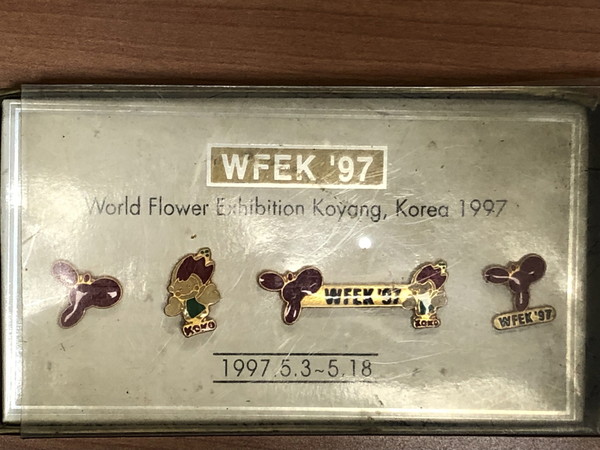 WFEK '97
World Flower Exhibition Koyang, Korea 1997
KOKO
WFEK '97
KOKO
WFEK '97
1997.5.3~5.18